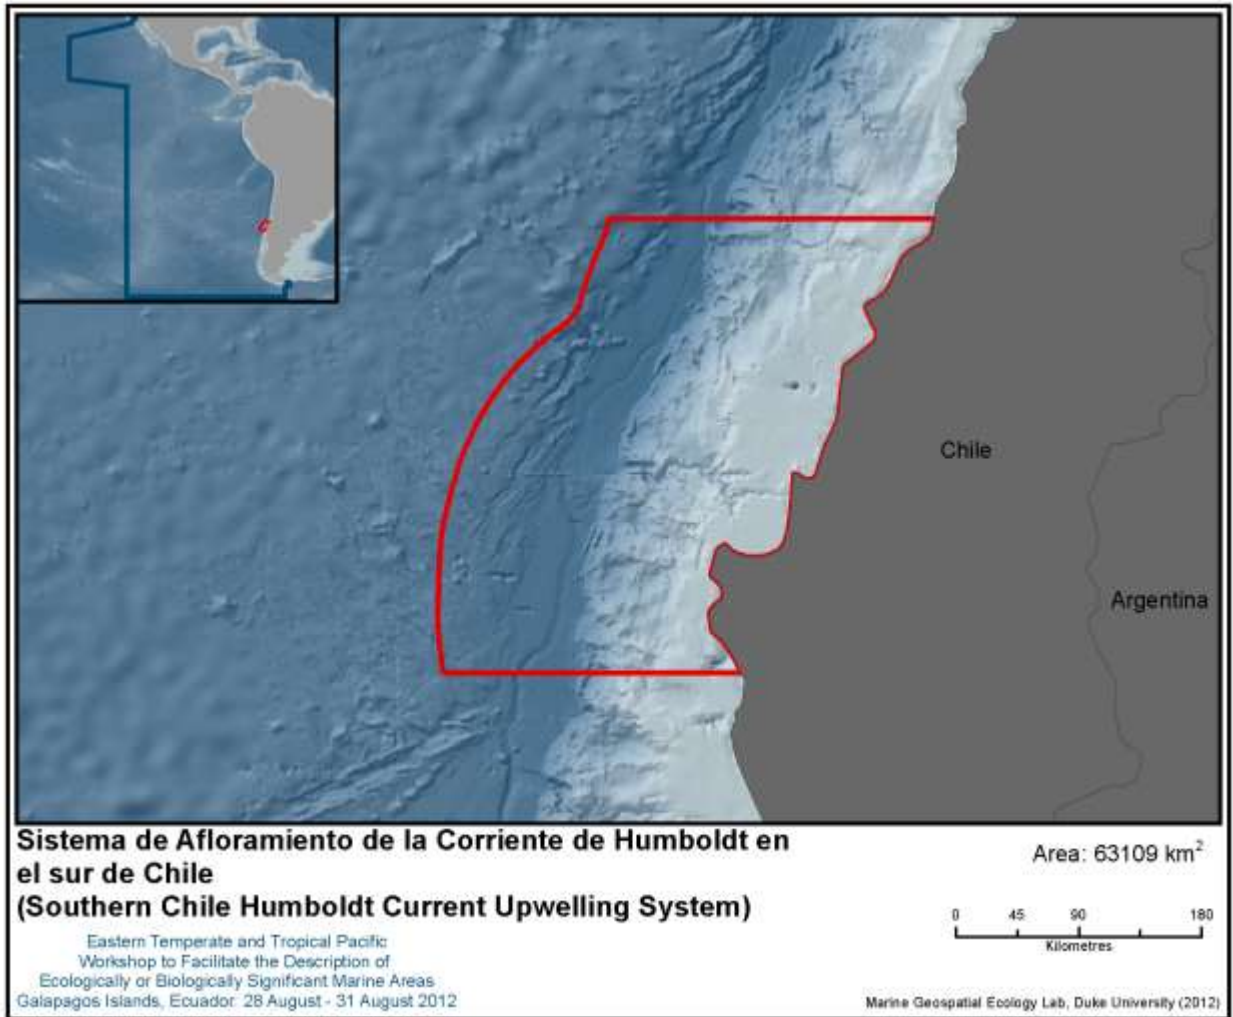 Chile
Argentina
Sistema de Afloramiento de la Corriente de Humboldt en
el sur de Chile
(Southern Chile Humboldt Current Upwelling System)
Area: 63109 km²
Eastern Temperate and Tropical Pacific
Workshop to Facilitate the Description of
Ecologically or Biologically Significant Marine Areas
Galapagos Islands, Ecuador 28 August - 31 August 2012
0 45 90 180
Kilometres
Marine Geospatial Ecology Lab, Duke University (2012)